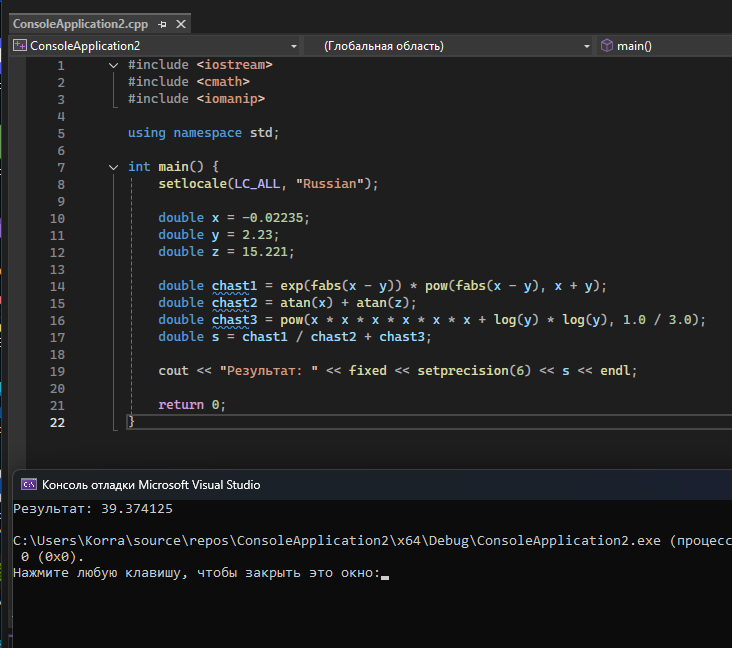 ConsoleApplication2.cpp
ConsoleApplication2 (Глобальная область) main()
1 #include <iostream>
2 #include <cmath>
3 #include <iomanip>
4
5 using namespace std;
6
7 int main() {
8 setlocale(LC_ALL, "Russian");
9
10 double x = -0.02235;
11 double y = 2.23;
12 double z = 15.221;
13
14 double chast1 = exp(fabs(x - y)) * pow(fabs(x - y), x + y);
15 double chast2 = atan(x) + atan(z);
16 double chast3 = pow(x * x * x * x * x * x + log(y) * log(y), 1.0 / 3.0);
17 double s = chast1 / chast2 + chast3;
18
19 cout << "Результат: " << fixed << setprecision(6) << s << endl;
20
21 return 0;
22 }
Консоль отладки Microsoft Visual Studio
Результат: 39.374125
C:\Users\Korra\source\repos\ConsoleApplication2\x64\Debug\ConsoleApplication2.exe (процесс
0 (0x0).
Нажмите любую клавишу, чтобы закрыть это окно: